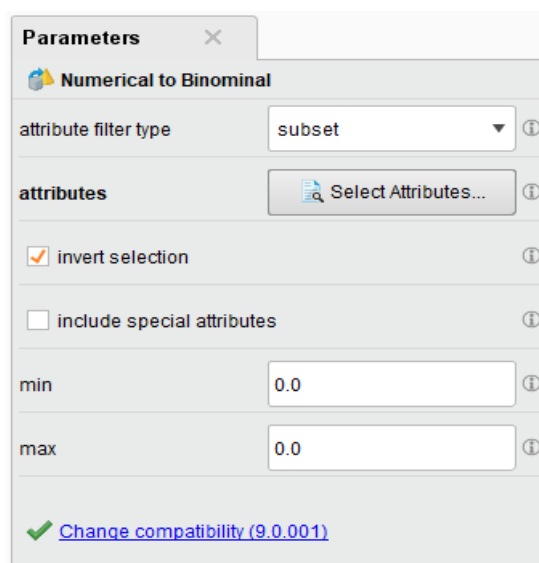 Parameters
Numerical to Binominal
attribute filter type
subset
attributes
Select Attributes...
invert selection
include special attributes
min
0.0
max
0.0
Change compatibility (9.0.001)